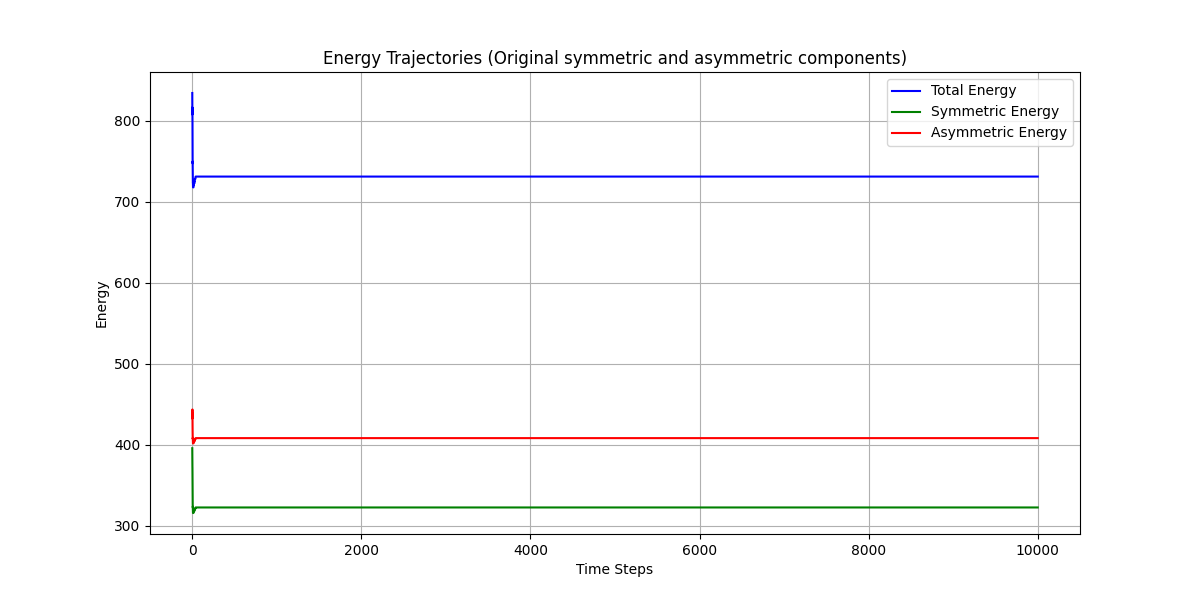 Energy Trajectories (Original symmetric and asymmetric components)
Total Energy
Symmetric Energy
Asymmetric Energy
Energy
800
700
600
500
400
300
0 2000 4000 6000 8000 10000
Time Steps